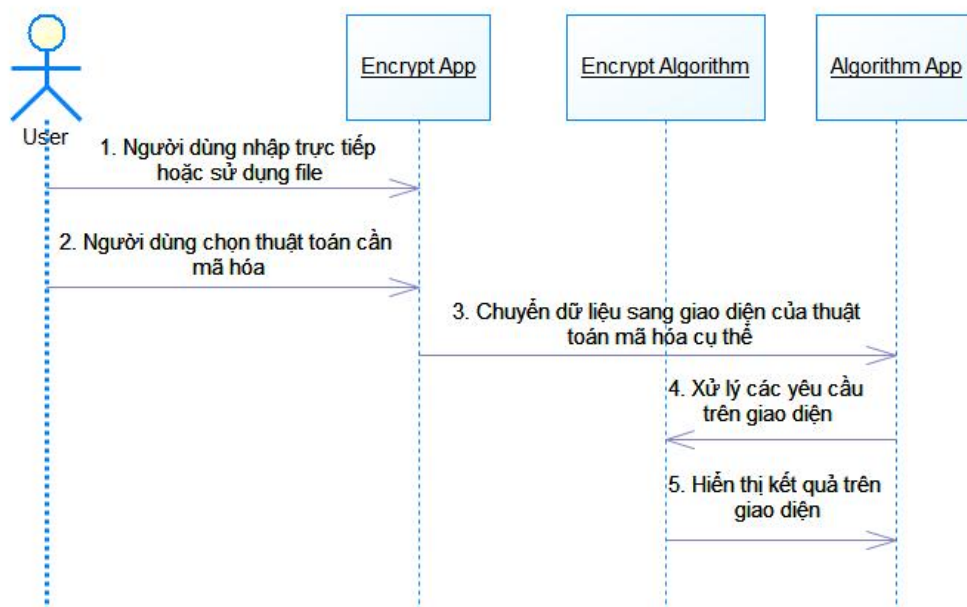 Encrypt App
Encrypt Algorithm
Algorithm App
User
1. Người dùng nhập trực tiếp
hoặc sử dụng file
2. Người dùng chọn thuật toán cần
mã hóa
3. Chuyển dữ liệu sang giao diện của thuật
toán mã hóa cụ thể
4. Xử lý các yêu cầu
trên giao diện
5. Hiển thị kết quả trên
giao diện